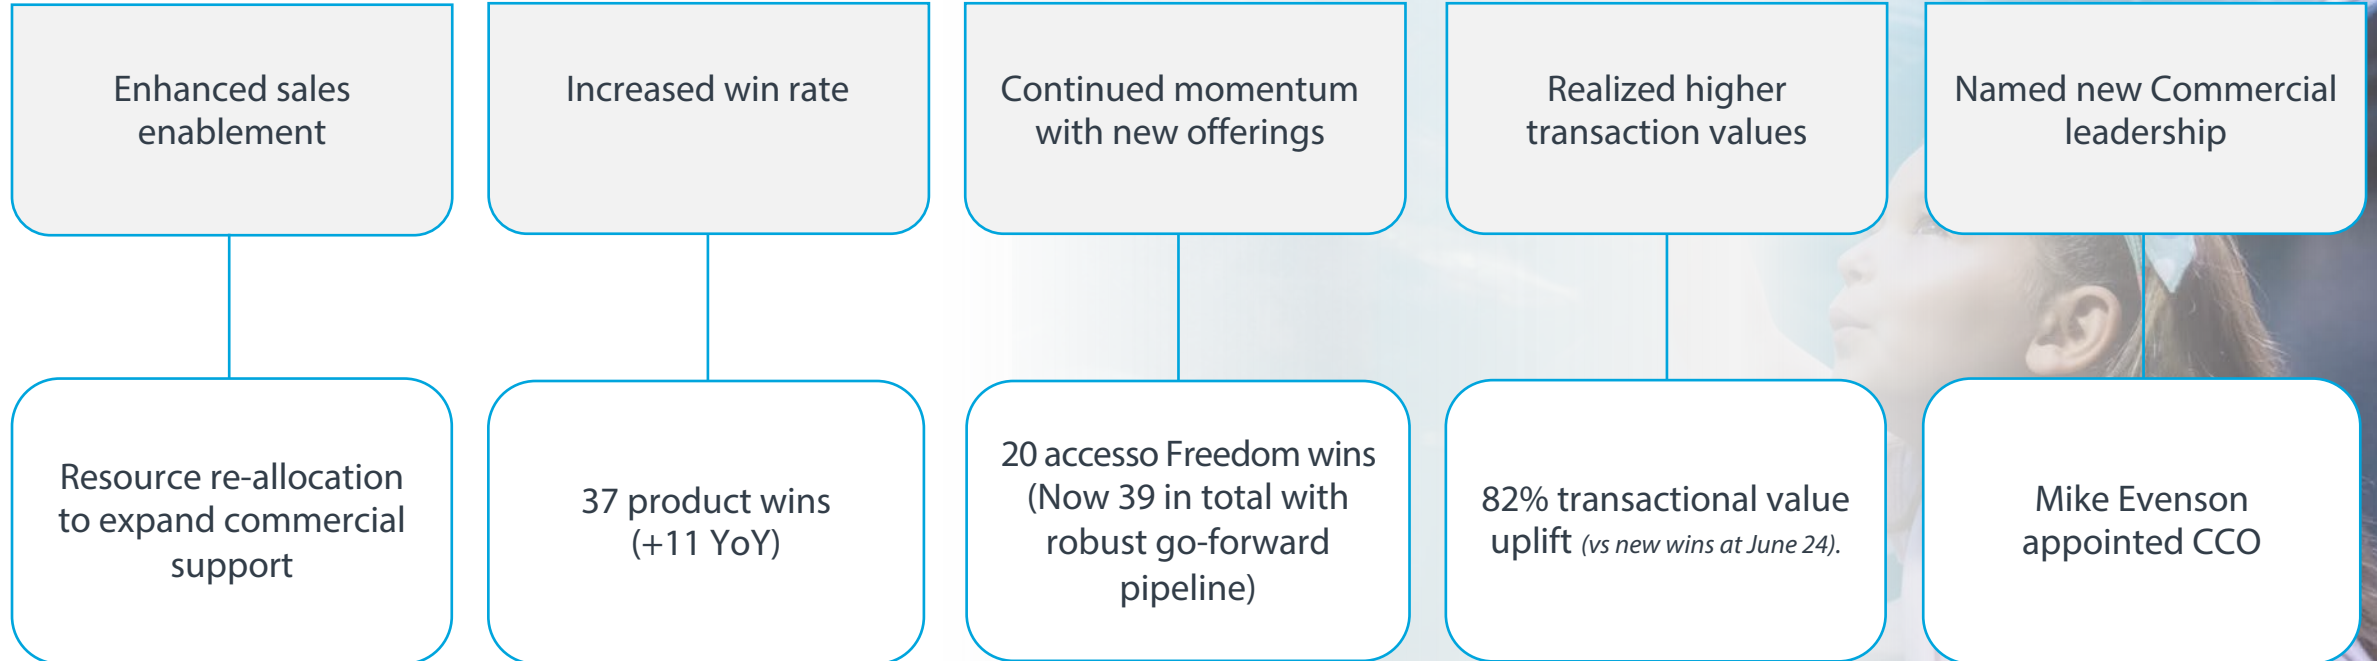 Enhanced sales
enablement
Increased win rate
Continued momentum
with new offerings
Realized higher
transaction values
Named new Commercial
leadership
Resource re-allocation
to expand commercial
support
37 product wins
(+11 YoY)
20 accesso Freedom wins
(Now 39 in total with
robust go-forward
pipeline)
82% transactional value
uplift (vs new wins at June 24).
Mike Evenson
appointed CCO